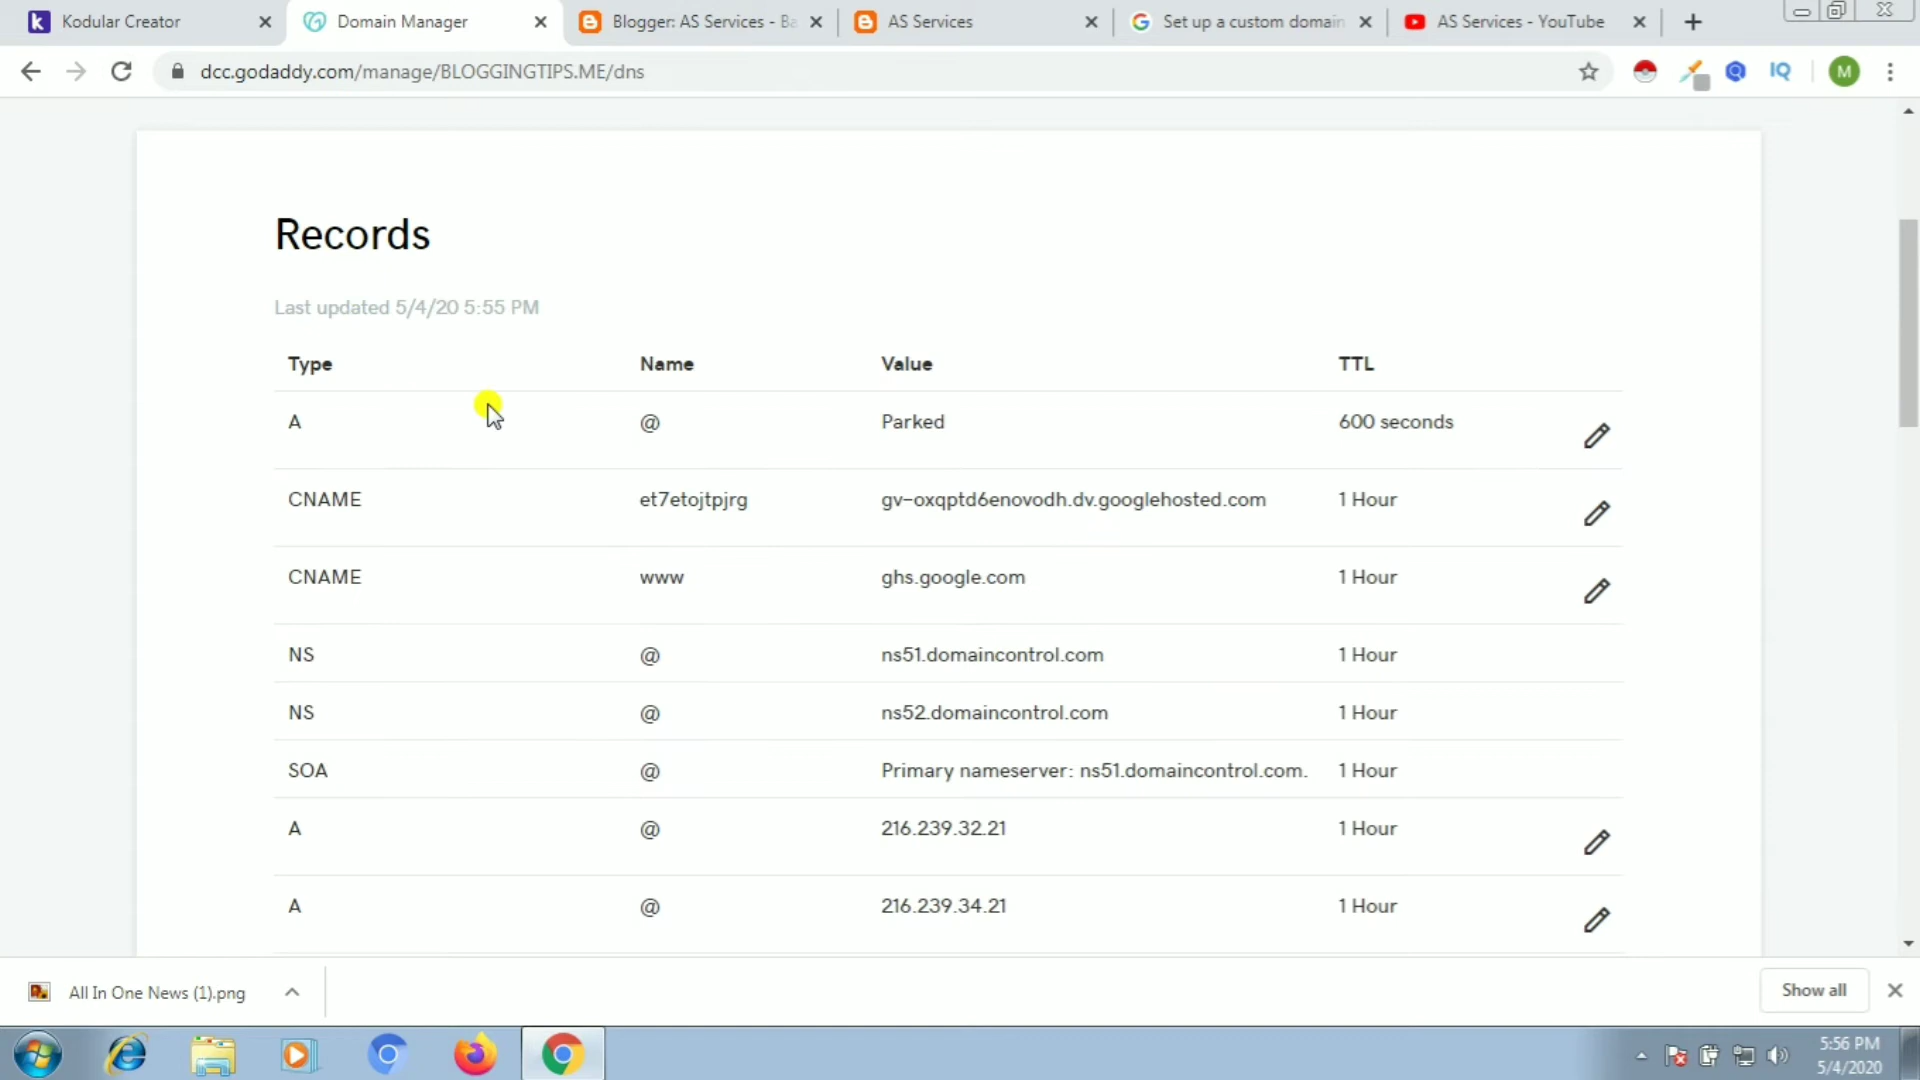 Kodular Creator
Domain Manager
Blogger: AS Services - Ba
AS Services
Set up a custom domain
AS Services - YouTube
dcc.godaddy.com/manage/BLOGGINGTIPS.ME/dns
IQ
M
Records
Last updated 5/4/20 5:55 PM
Type Name Value TTL
A @ Parked 600 seconds
CNAME et7etojtpjrg gv-oxqptd6enovodh.dv.googlehosted.com 1 Hour
CNAME www ghs.google.com 1 Hour
NS @ ns51.domaincontrol.com 1 Hour
NS @ ns52.domaincontrol.com 1 Hour
SOA @ Primary nameserver: ns51.domaincontrol.com. 1 Hour
A @ 216.239.32.21 1 Hour
A @ 216.239.34.21 1 Hour
All In One News (1).png
Show all
5:56 PM
5/4/2020